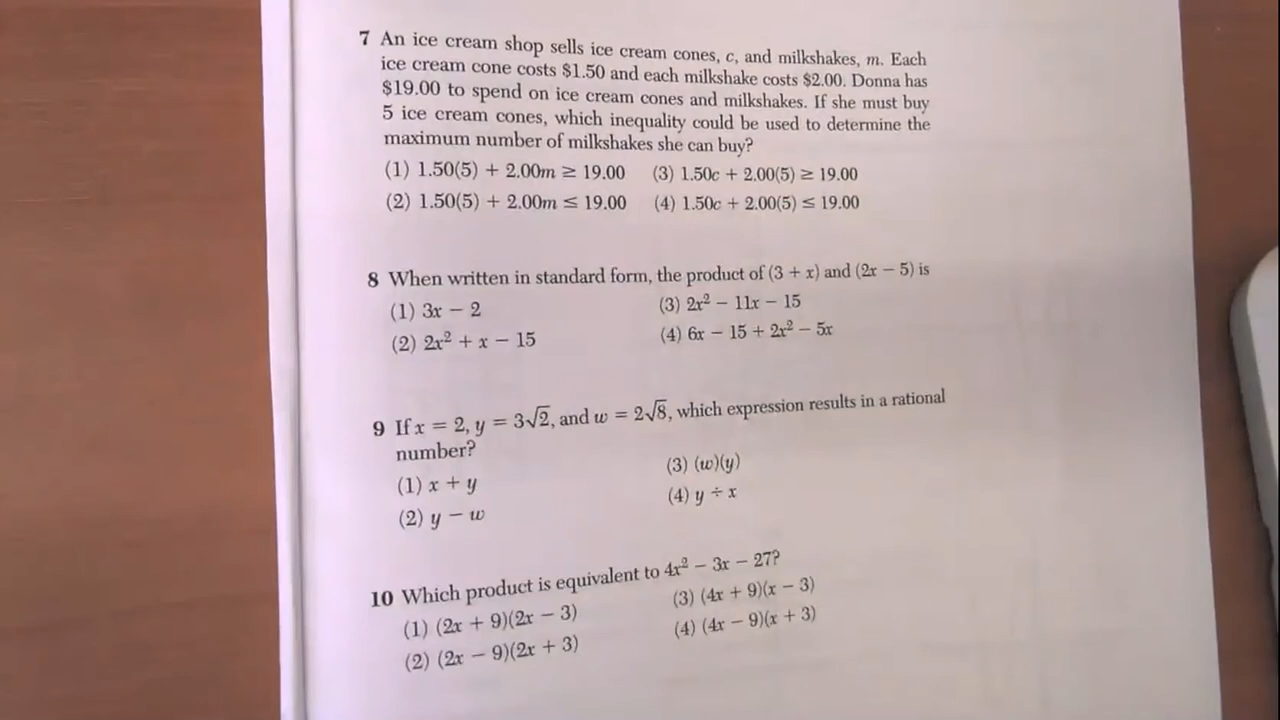 7 An ice cream shop sells ice cream cones, c, and milkshakes, m. Each
ice cream cone costs $1.50 and each milkshake costs $2.00. Donna has
$19.00 to spend on ice cream cones and milkshakes. If she must buy
5 ice cream cones, which inequality could be used to determine the
maximum number of milkshakes she can buy?
(1) 1.50(5) + 2.00m ≥ 19.00 (3) 1.50c + 2.00(5) ≥ 19.00
(2) 1.50(5) + 2.00m ≤ 19.00 (4) 1.50c + 2.00(5) ≤ 19.00
8 When written in standard form, the product of (3 + x) and (2x − 5) is
(1) 3x − 2 (3) 2x² − 11x − 15
(2) 2x² + x − 15 (4) 6x − 15 + 2x² − 5x
9 If x = 2, y = 3√2, and w = 2√8, which expression results in a rational
number?
(1) x + y (3) (w)(y)
(2) y − w (4) y ÷ x
10 Which product is equivalent to 4x² − 3x − 27?
(1) (2x + 9)(2x − 3) (3) (4x + 9)(x − 3)
(2) (2x − 9)(2x + 3) (4) (4x − 9)(x + 3)